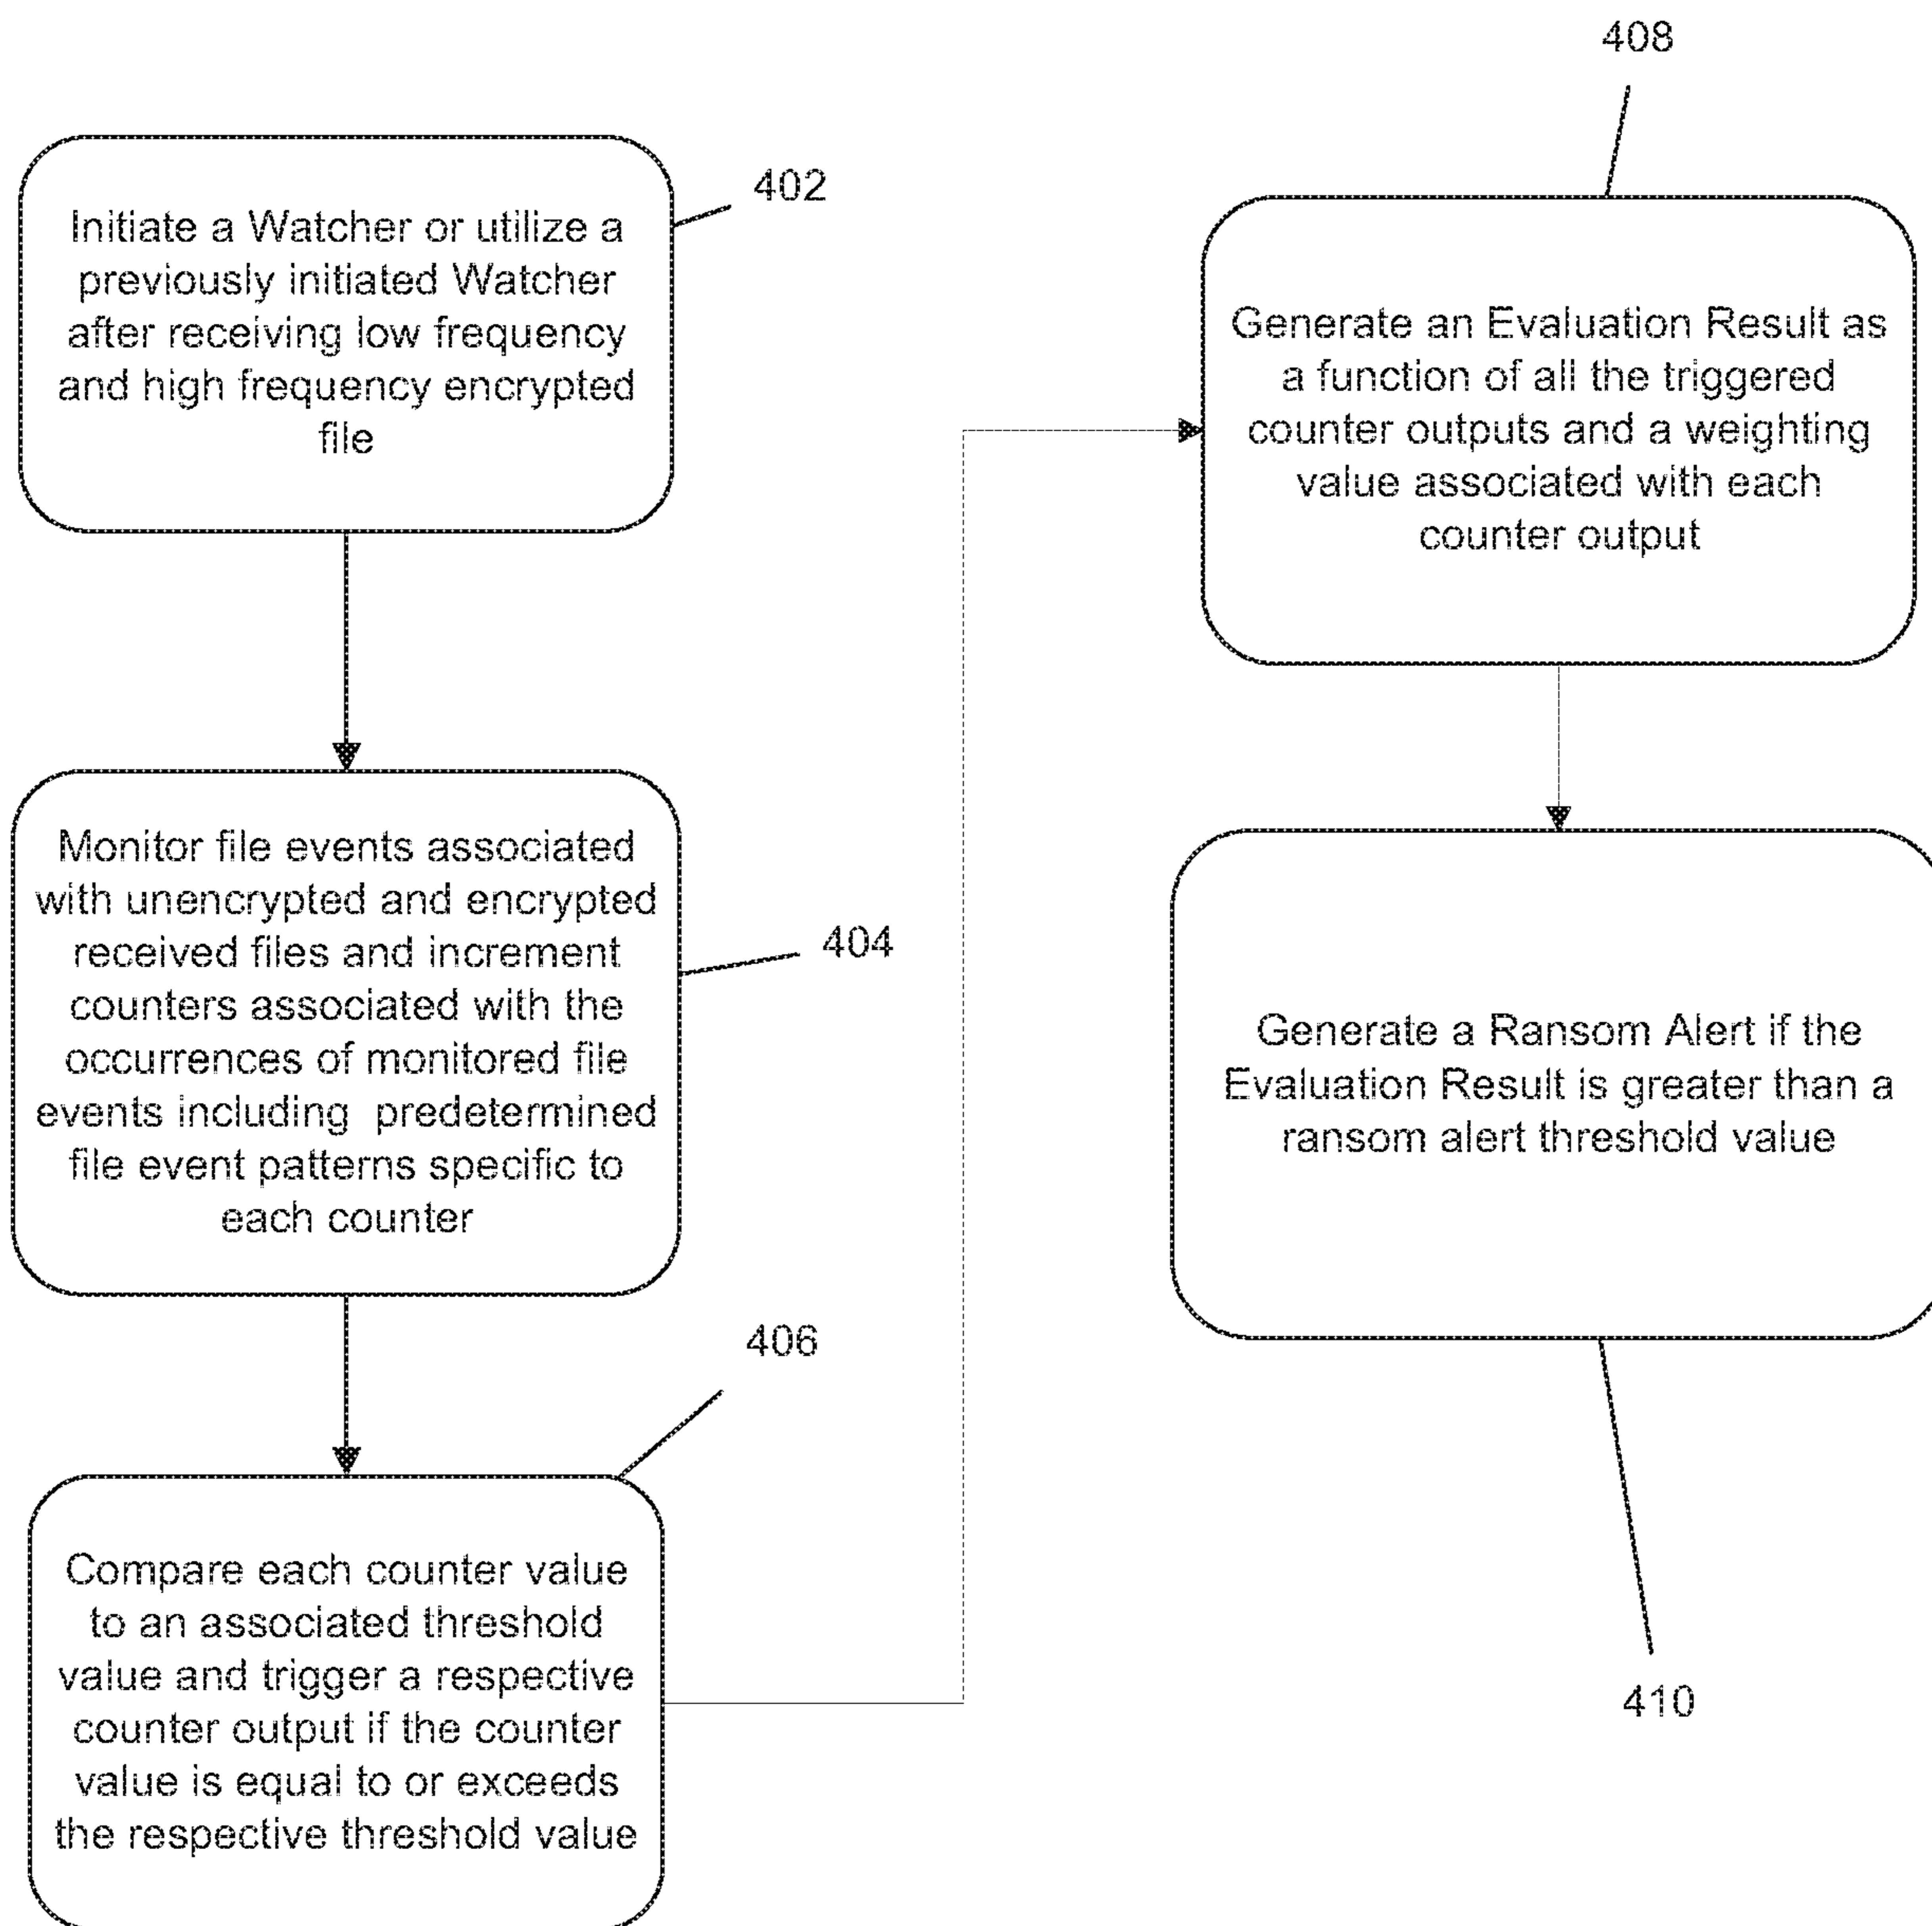 402
Initiate a Watcher or utilize a
previously initiated Watcher
after receiving low frequency
and high frequency encrypted
file
Monitor file events associated
with unencrypted and encrypted
received files and increment
counters associated with the
occurrences of monitored file
events including predetermined
file event patterns specific to
each counter
404
406
Compare each counter value
to an associated threshold
value and trigger a respective
counter output if the counter
value is equal to or exceeds
the respective threshold value
408
Generate an Evaluation Result as
a function of all the triggered
counter outputs and a weighting
value associated with each
counter output
Generate a Ransom Alert if the
Evaluation Result is greater than a
ransom alert threshold value
410